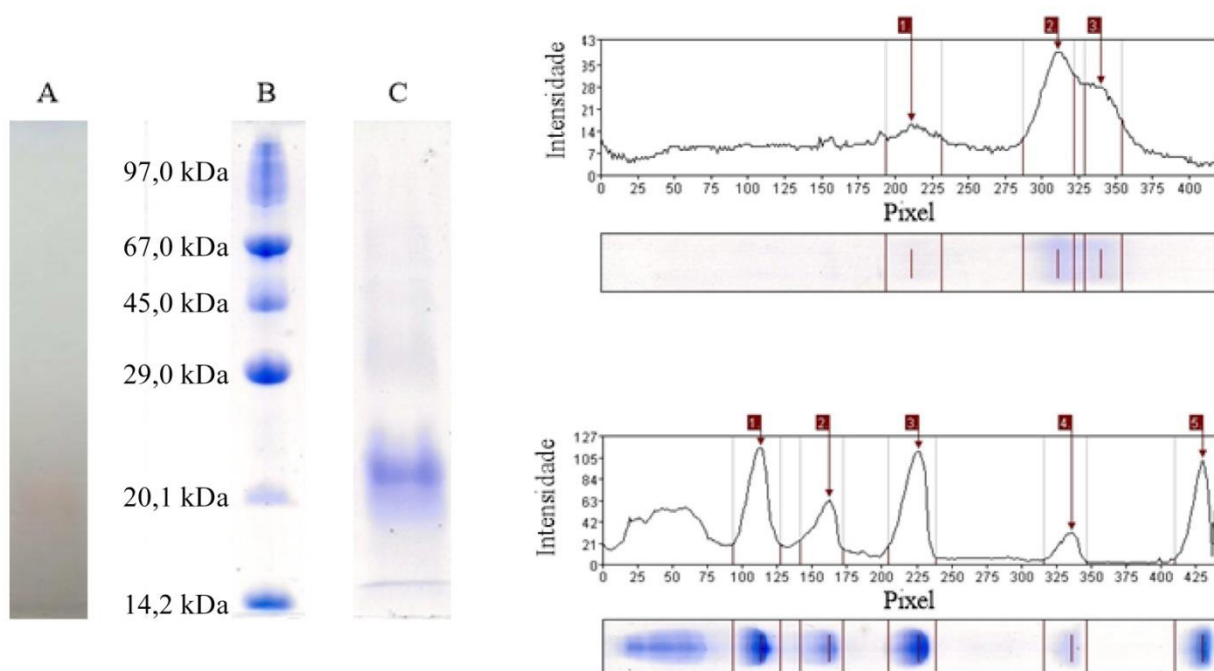 A
B
C
97,0 kDa
67,0 kDa
45,0 kDa
29,0 kDa
20,1 kDa
14,2 kDa
1 2 3
Intensidade
43
35
28
21
14
7
0
0 25 50 75 100 125 150 175 200 225 250 275 300 325 350 375 400
Pixel
1 2 3 4 5
Intensidade
127
105
84
63
42
21
0
0 25 50 75 100 125 150 175 200 225 250 275 300 325 350 375 400 425
Pixel